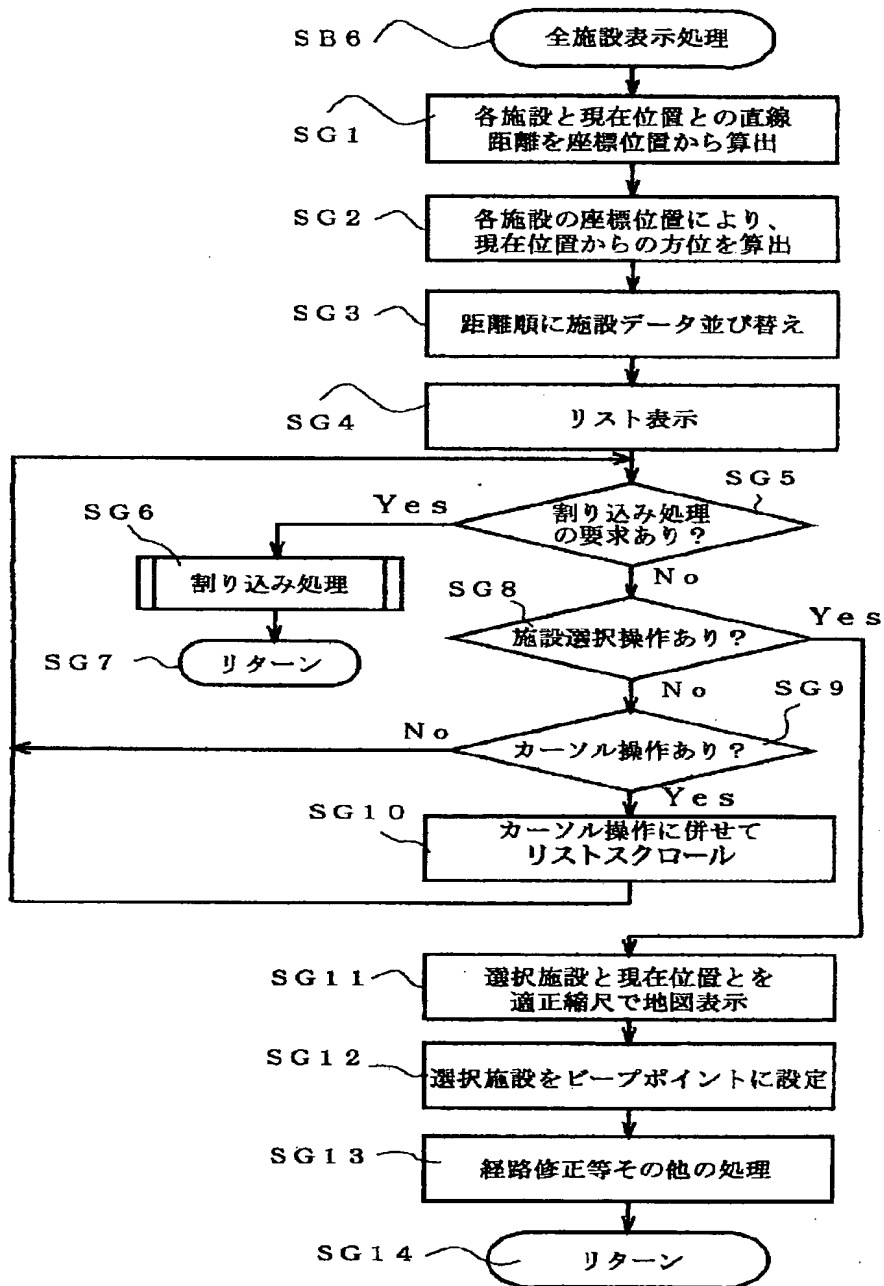 SB6
全施設表示処理
SG1
各施設と現在位置との直線
距離を座標位置から算出
SG2
各施設の座標位置により、
現在位置からの方位を算出
SG3
距離順に施設データ並び替え
SG4
リスト表示
SG5
割り込み処理
の要求あり？
Yes
No
SG6
割り込み処理
SG7
リターン
SG8
施設選択操作あり？
Yes
No
SG9
カーソル操作あり？
No
Yes
SG10
カーソル操作に併せて
リストスクロール
SG11
選択施設と現在位置とを
適正縮尺で地図表示
SG12
選択施設をビープポイントに設定
SG13
経路修正等その他の処理
SG14
リターン